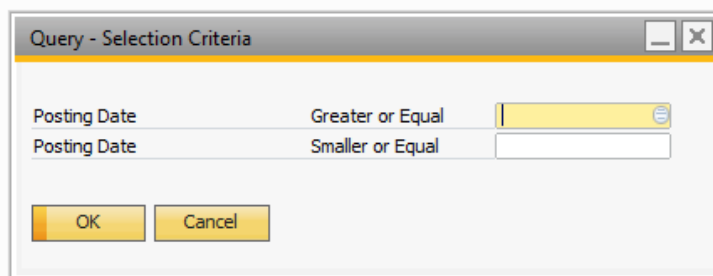 Query - Selection Criteria
Posting Date Greater or Equal
Posting Date Smaller or Equal
OK Cancel